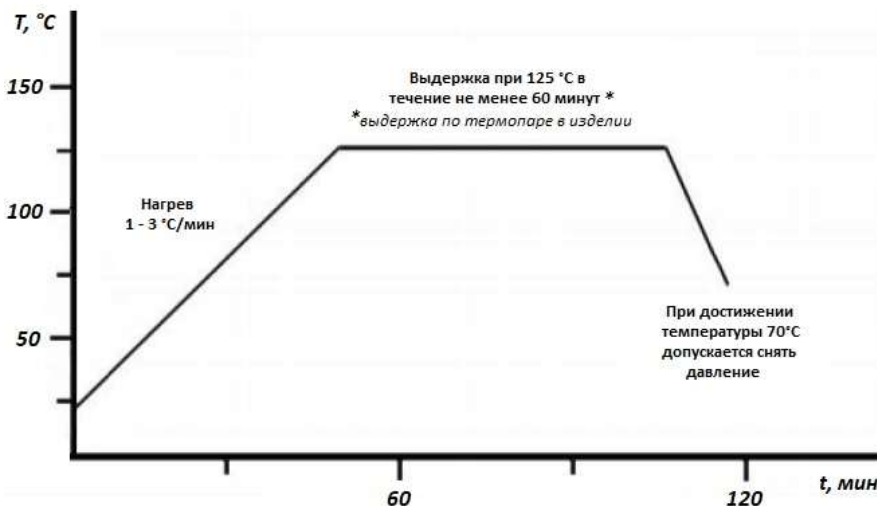 T, °C
150
Выдержка при 125 °C в
течение не менее 60 минут *
*выдержка по термопаре в изделии
Нагрев
1 - 3 °C/мин
100
50
При достижении
температуры 70°C
допускается снять
давление
60
120
t, мин